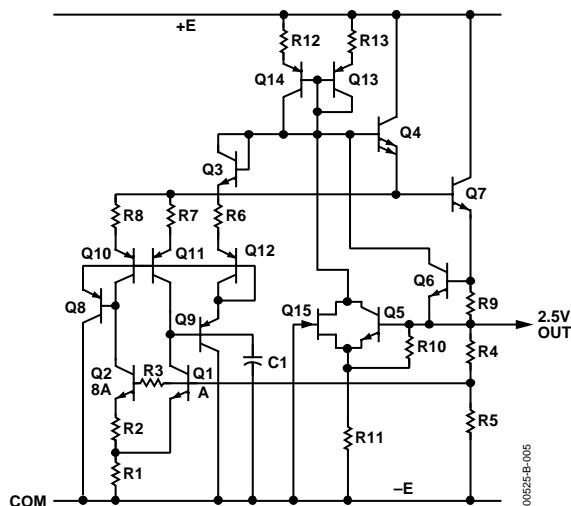 +E
R12
R13
Q14
Q13
Q4
Q3
Q7
R8
R7
R6
Q10
Q11
Q12
Q6
Q8
Q9
Q15
Q5
R9
2.5V
OUT
R10
R4
C1
Q2
8A
R3
Q1
A
R2
R11
R5
R1
COM
–E
00525-B-005